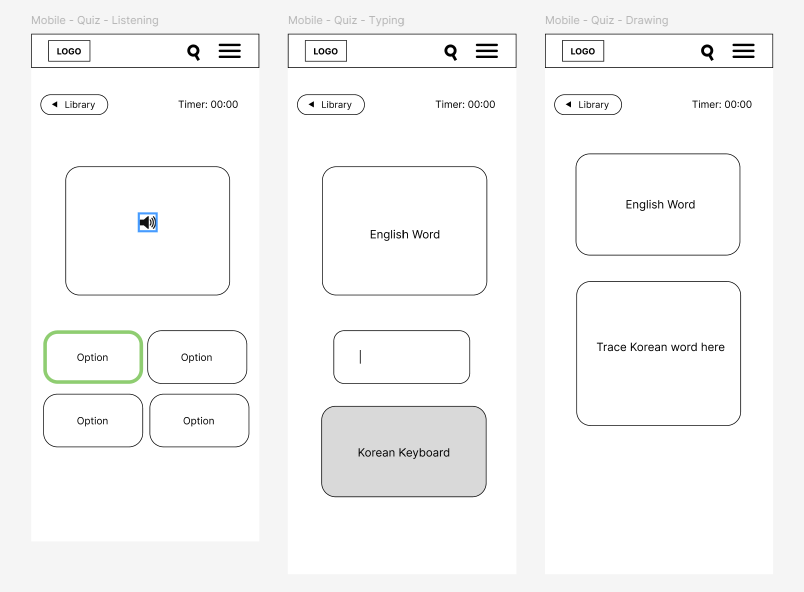 Mobile - Quiz - Listening
LOGO
Library
Timer: 00:00
Option
Option
Option
Option
Mobile - Quiz - Typing
LOGO
Library
Timer: 00:00
English Word
Korean Keyboard
Mobile - Quiz - Drawing
LOGO
Library
Timer: 00:00
English Word
Trace Korean word here